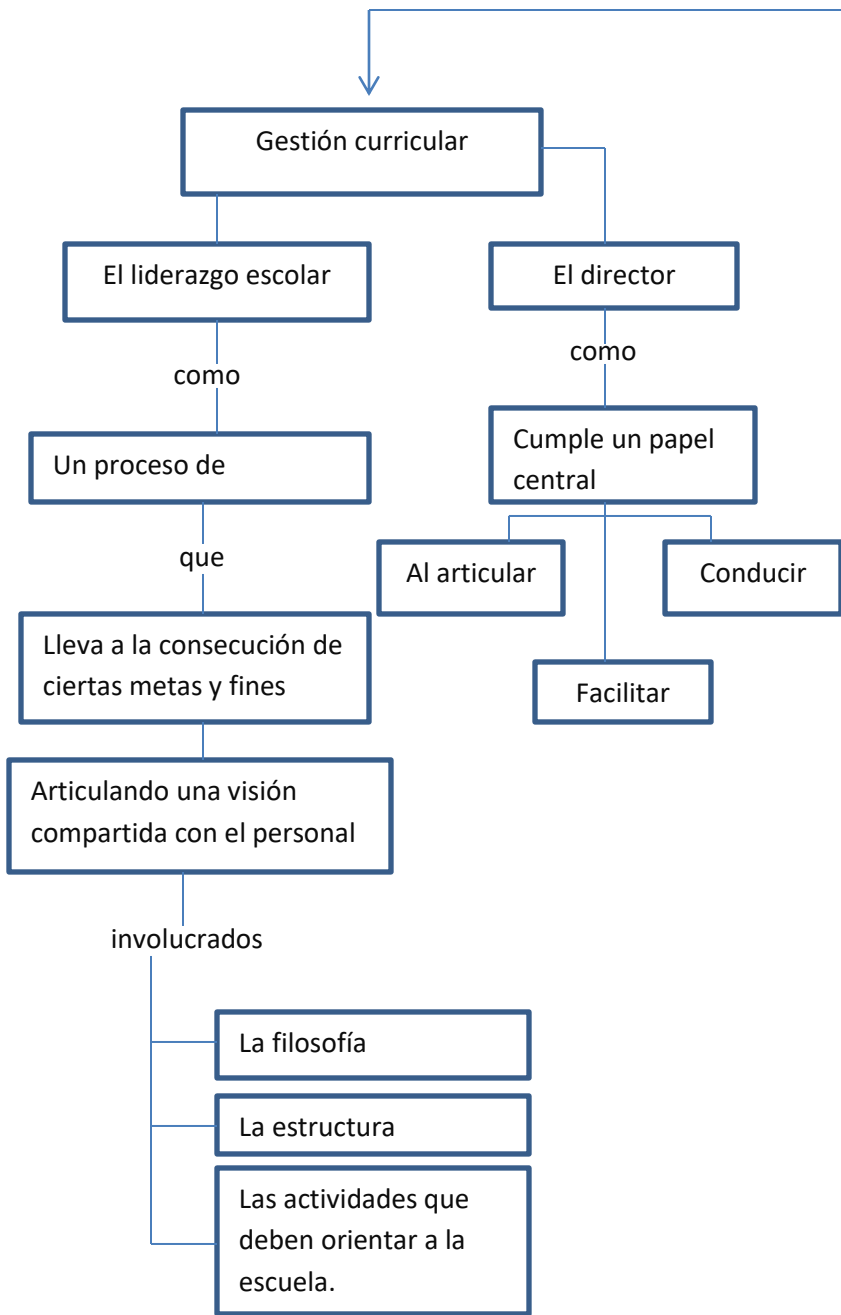 Gestión curricular
El liderazgo escolar
El director
como
como
Un proceso de
Cumple un papel
central
que
Al articular
Conducir
Lleva a la consecución de
ciertas metas y fines
Facilitar
Articulando una visión
compartida con el personal
involucrados
La filosofía
La estructura
Las actividades que
deben orientar a la
escuela.